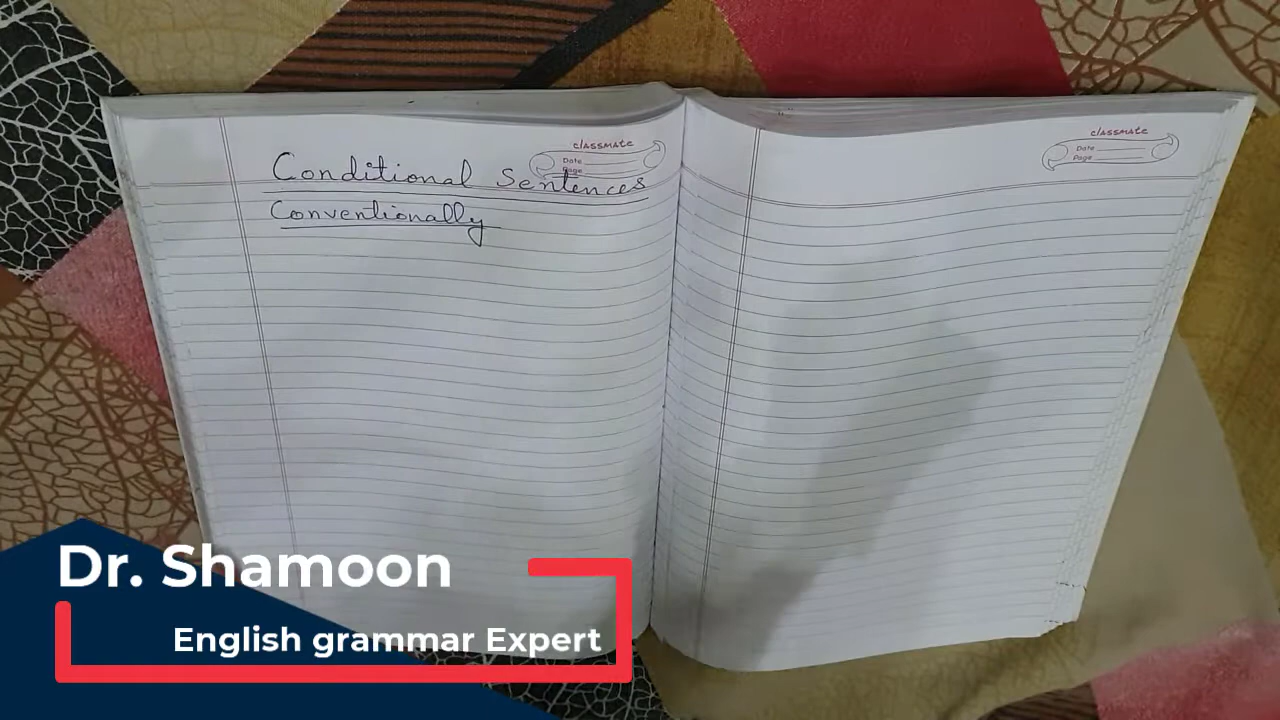 classmate
Date
Page
Conditional Sentences
Conventionally
classmate
Date
Page
Dr. Shamoon
English grammar Expert